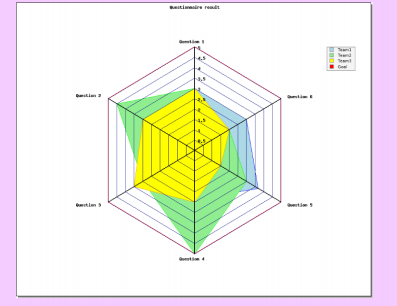 Questionnaire result
Question 1
Team1
Team2
Team3
Goal
5
4.5
4
3.5
3
2.5
2
1.5
1
0.5
Question 2
Question 6
Question 3
Question 5
Question 4